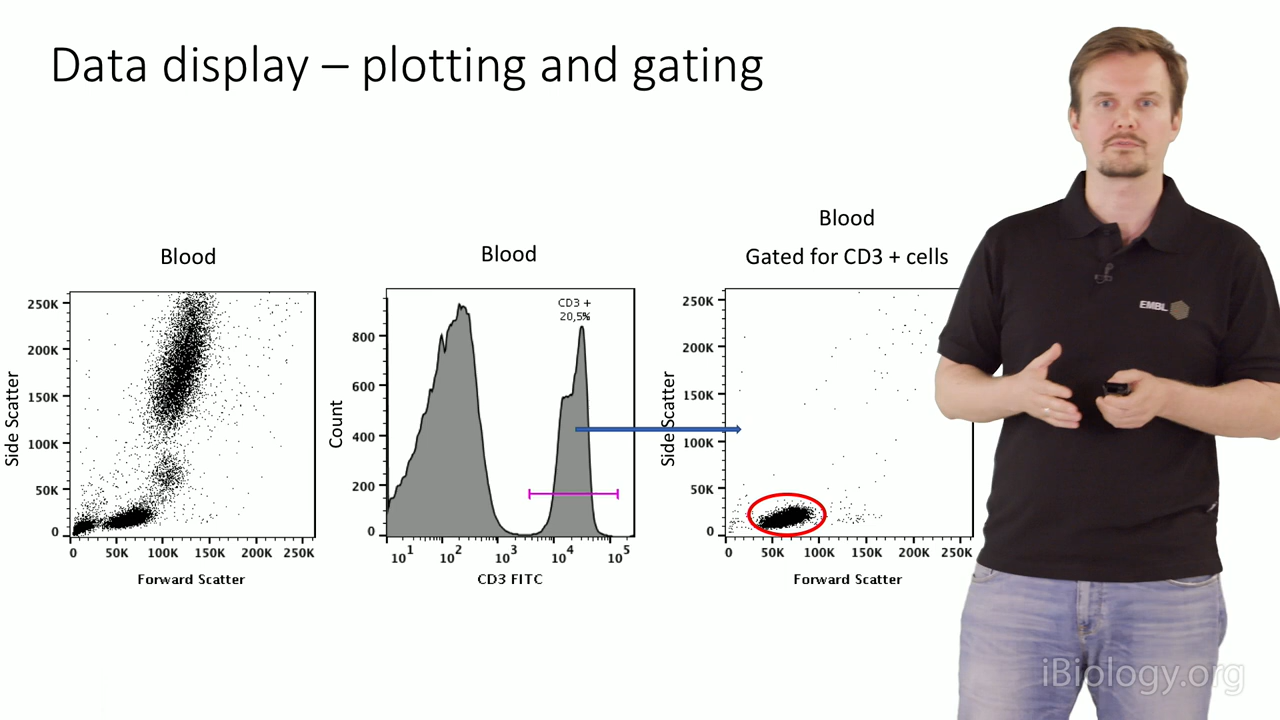 Data display – plotting and gating
Blood
250K
200K
150K
100K
50K
0
Side Scatter
0 50K 100K 150K 200K 250K
Forward Scatter
Blood
CD3 +
20,5%
800
600
400
200
0
Count
10¹ 10² 10³ 10⁴ 10⁵
CD3 FITC
Blood
Gated for CD3 + cells
250K
200K
150K
100K
50K
0
Side Scatter
0 50K 100K 150K 200K 250K
Forward Scatter
EMBL
iBiology.org